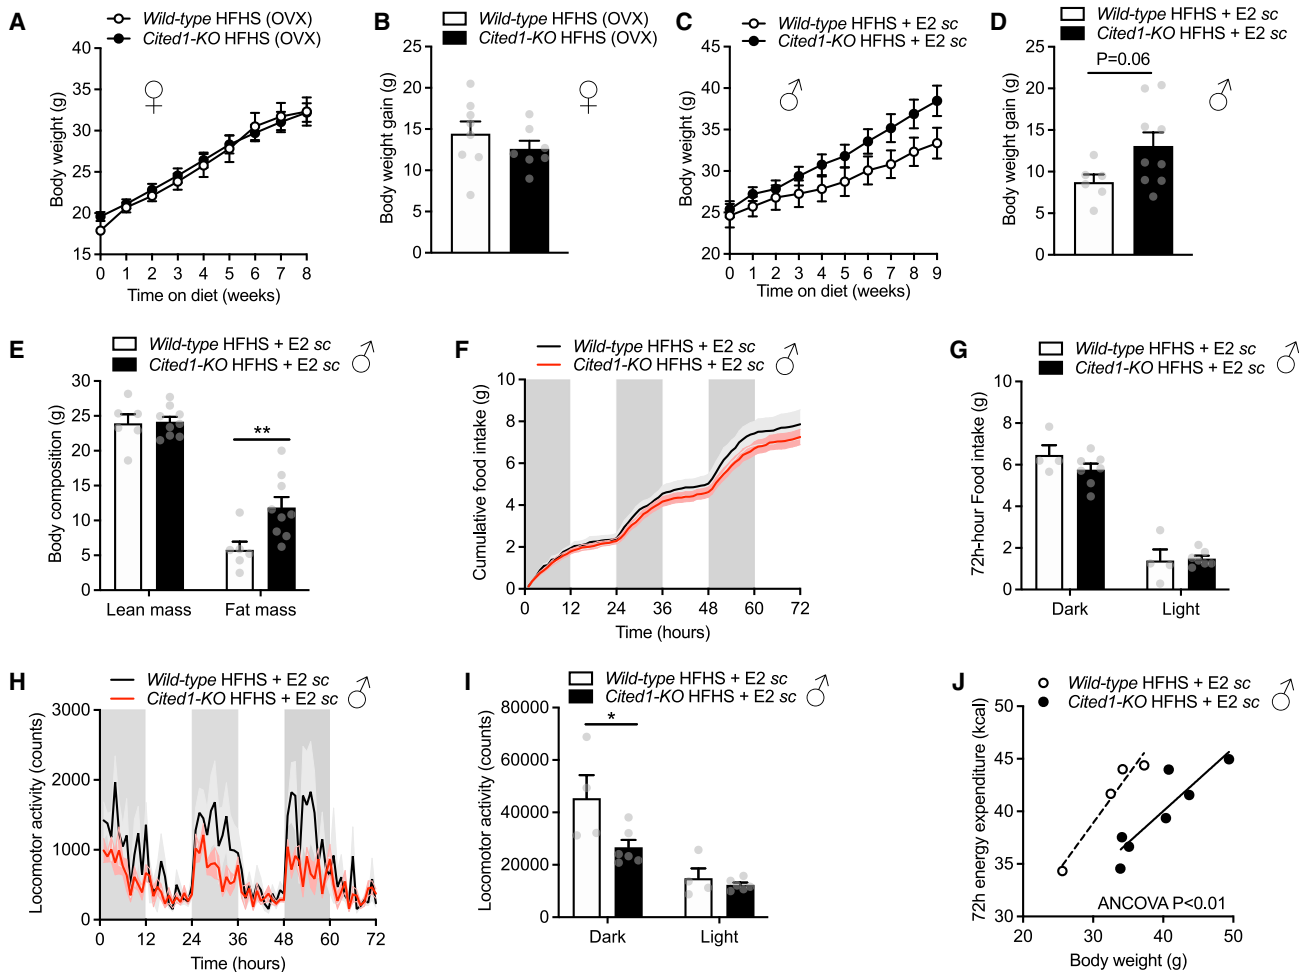 A
Wild-type HFHS (OVX)
Cited1-KO HFHS (OVX)
Body weight (g)
40
35
30
25
20
15
0 1 2 3 4 5 6 7 8
Time on diet (weeks)
♀
B
Wild-type HFHS (OVX)
Cited1-KO HFHS (OVX)
Body weight gain (g)
25
20
15
10
5
0
♀
C
Wild-type HFHS + E2 sc
Cited1-KO HFHS + E2 sc
Body weight (g)
45
40
35
30
25
20
0 1 2 3 4 5 6 7 8 9
Time on diet (weeks)
♂
D
Wild-type HFHS + E2 sc
Cited1-KO HFHS + E2 sc
P=0.06
Body weight gain (g)
25
20
15
10
5
0
♂
E
Wild-type HFHS + E2 sc
Cited1-KO HFHS + E2 sc
♂
Body composition (g)
30
25
20
15
10
5
0
**
Lean mass Fat mass
F
Wild-type HFHS + E2 sc
Cited1-KO HFHS + E2 sc
♂
Cumulative food intake (g)
10
8
6
4
2
0
0 12 24 36 48 60 72
Time (hours)
G
Wild-type HFHS + E2 sc
Cited1-KO HFHS + E2 sc
♂
72h-hour Food intake (g)
10
8
6
4
2
0
Dark Light
H
Wild-type HFHS + E2 sc
Cited1-KO HFHS + E2 sc
♂
Locomotor activity (counts)
3000
2000
1000
0
0 12 24 36 48 60 72
Time (hours)
I
Wild-type HFHS + E2 sc
Cited1-KO HFHS + E2 sc
♂
Locomotor activity (counts)
80000
60000
40000
20000
0
*
Dark Light
J
Wild-type HFHS + E2 sc
Cited1-KO HFHS + E2 sc
♂
72h energy expenditure (kcal)
50
45
40
35
30
ANCOVA P<0.01
20 30 40 50
Body weight (g)